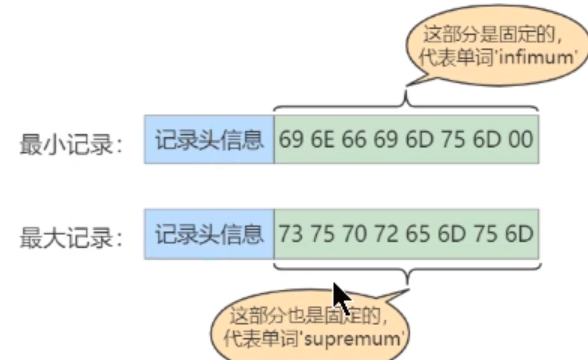 这部分是固定的，
代表单词'infimum'
最小记录： 记录头信息 69 6E 66 69 6D 75 6D 00
最大记录： 记录头信息 73 75 70 72 65 6D 75 6D
这部分也是固定的，
代表单词'supremum'